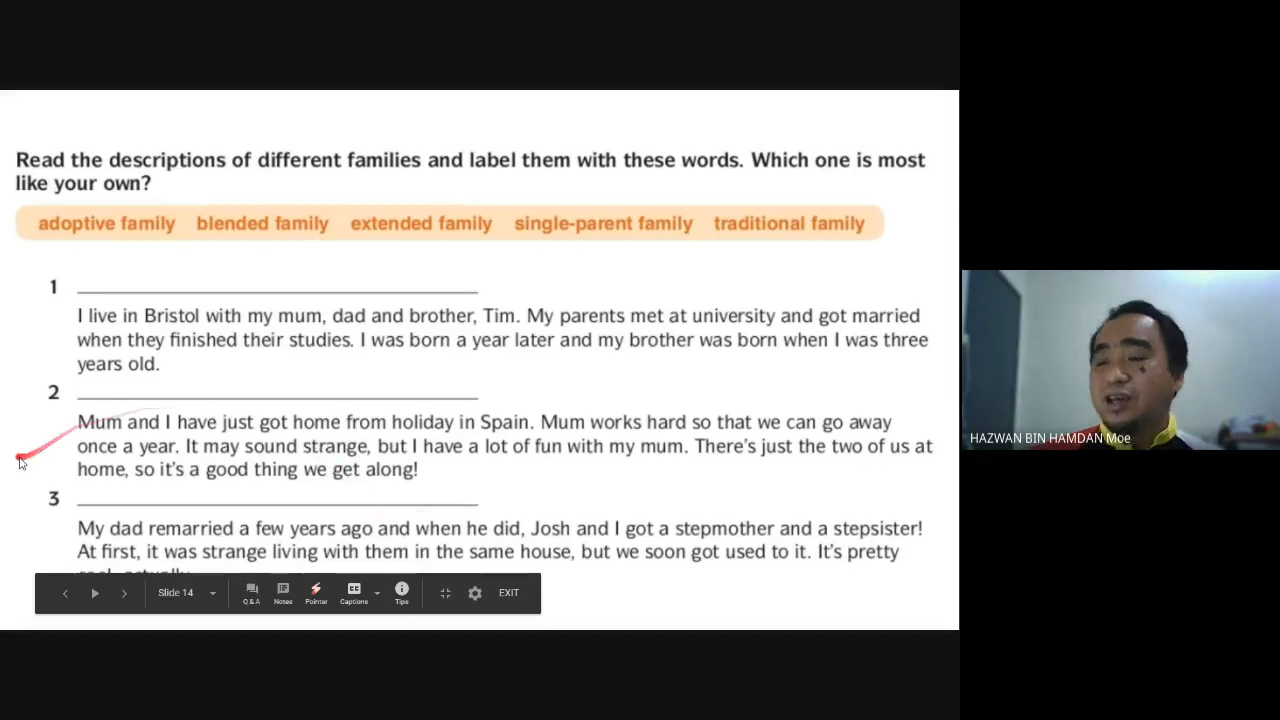 Read the descriptions of different families and label them with these words. Which one is most
like your own?
adoptive family blended family extended family single-parent family traditional family
1
I live in Bristol with my mum, dad and brother, Tim. My parents met at university and got married
when they finished their studies. I was born a year later and my brother was born when I was three
years old.
2
Mum and I have just got home from holiday in Spain. Mum works hard so that we can go away
once a year. It may sound strange, but I have a lot of fun with my mum. There's just the two of us at
home, so it's a good thing we get along!
3
My dad remarried a few years ago and when he did, Josh and I got a stepmother and a stepsister!
At first, it was strange living with them in the same house, but we soon got used to it. It's pretty
Slide 14
Q & A Notes Pointer Captions Tips
CC
EXIT
HAZWAN BIN HAMDAN Moe